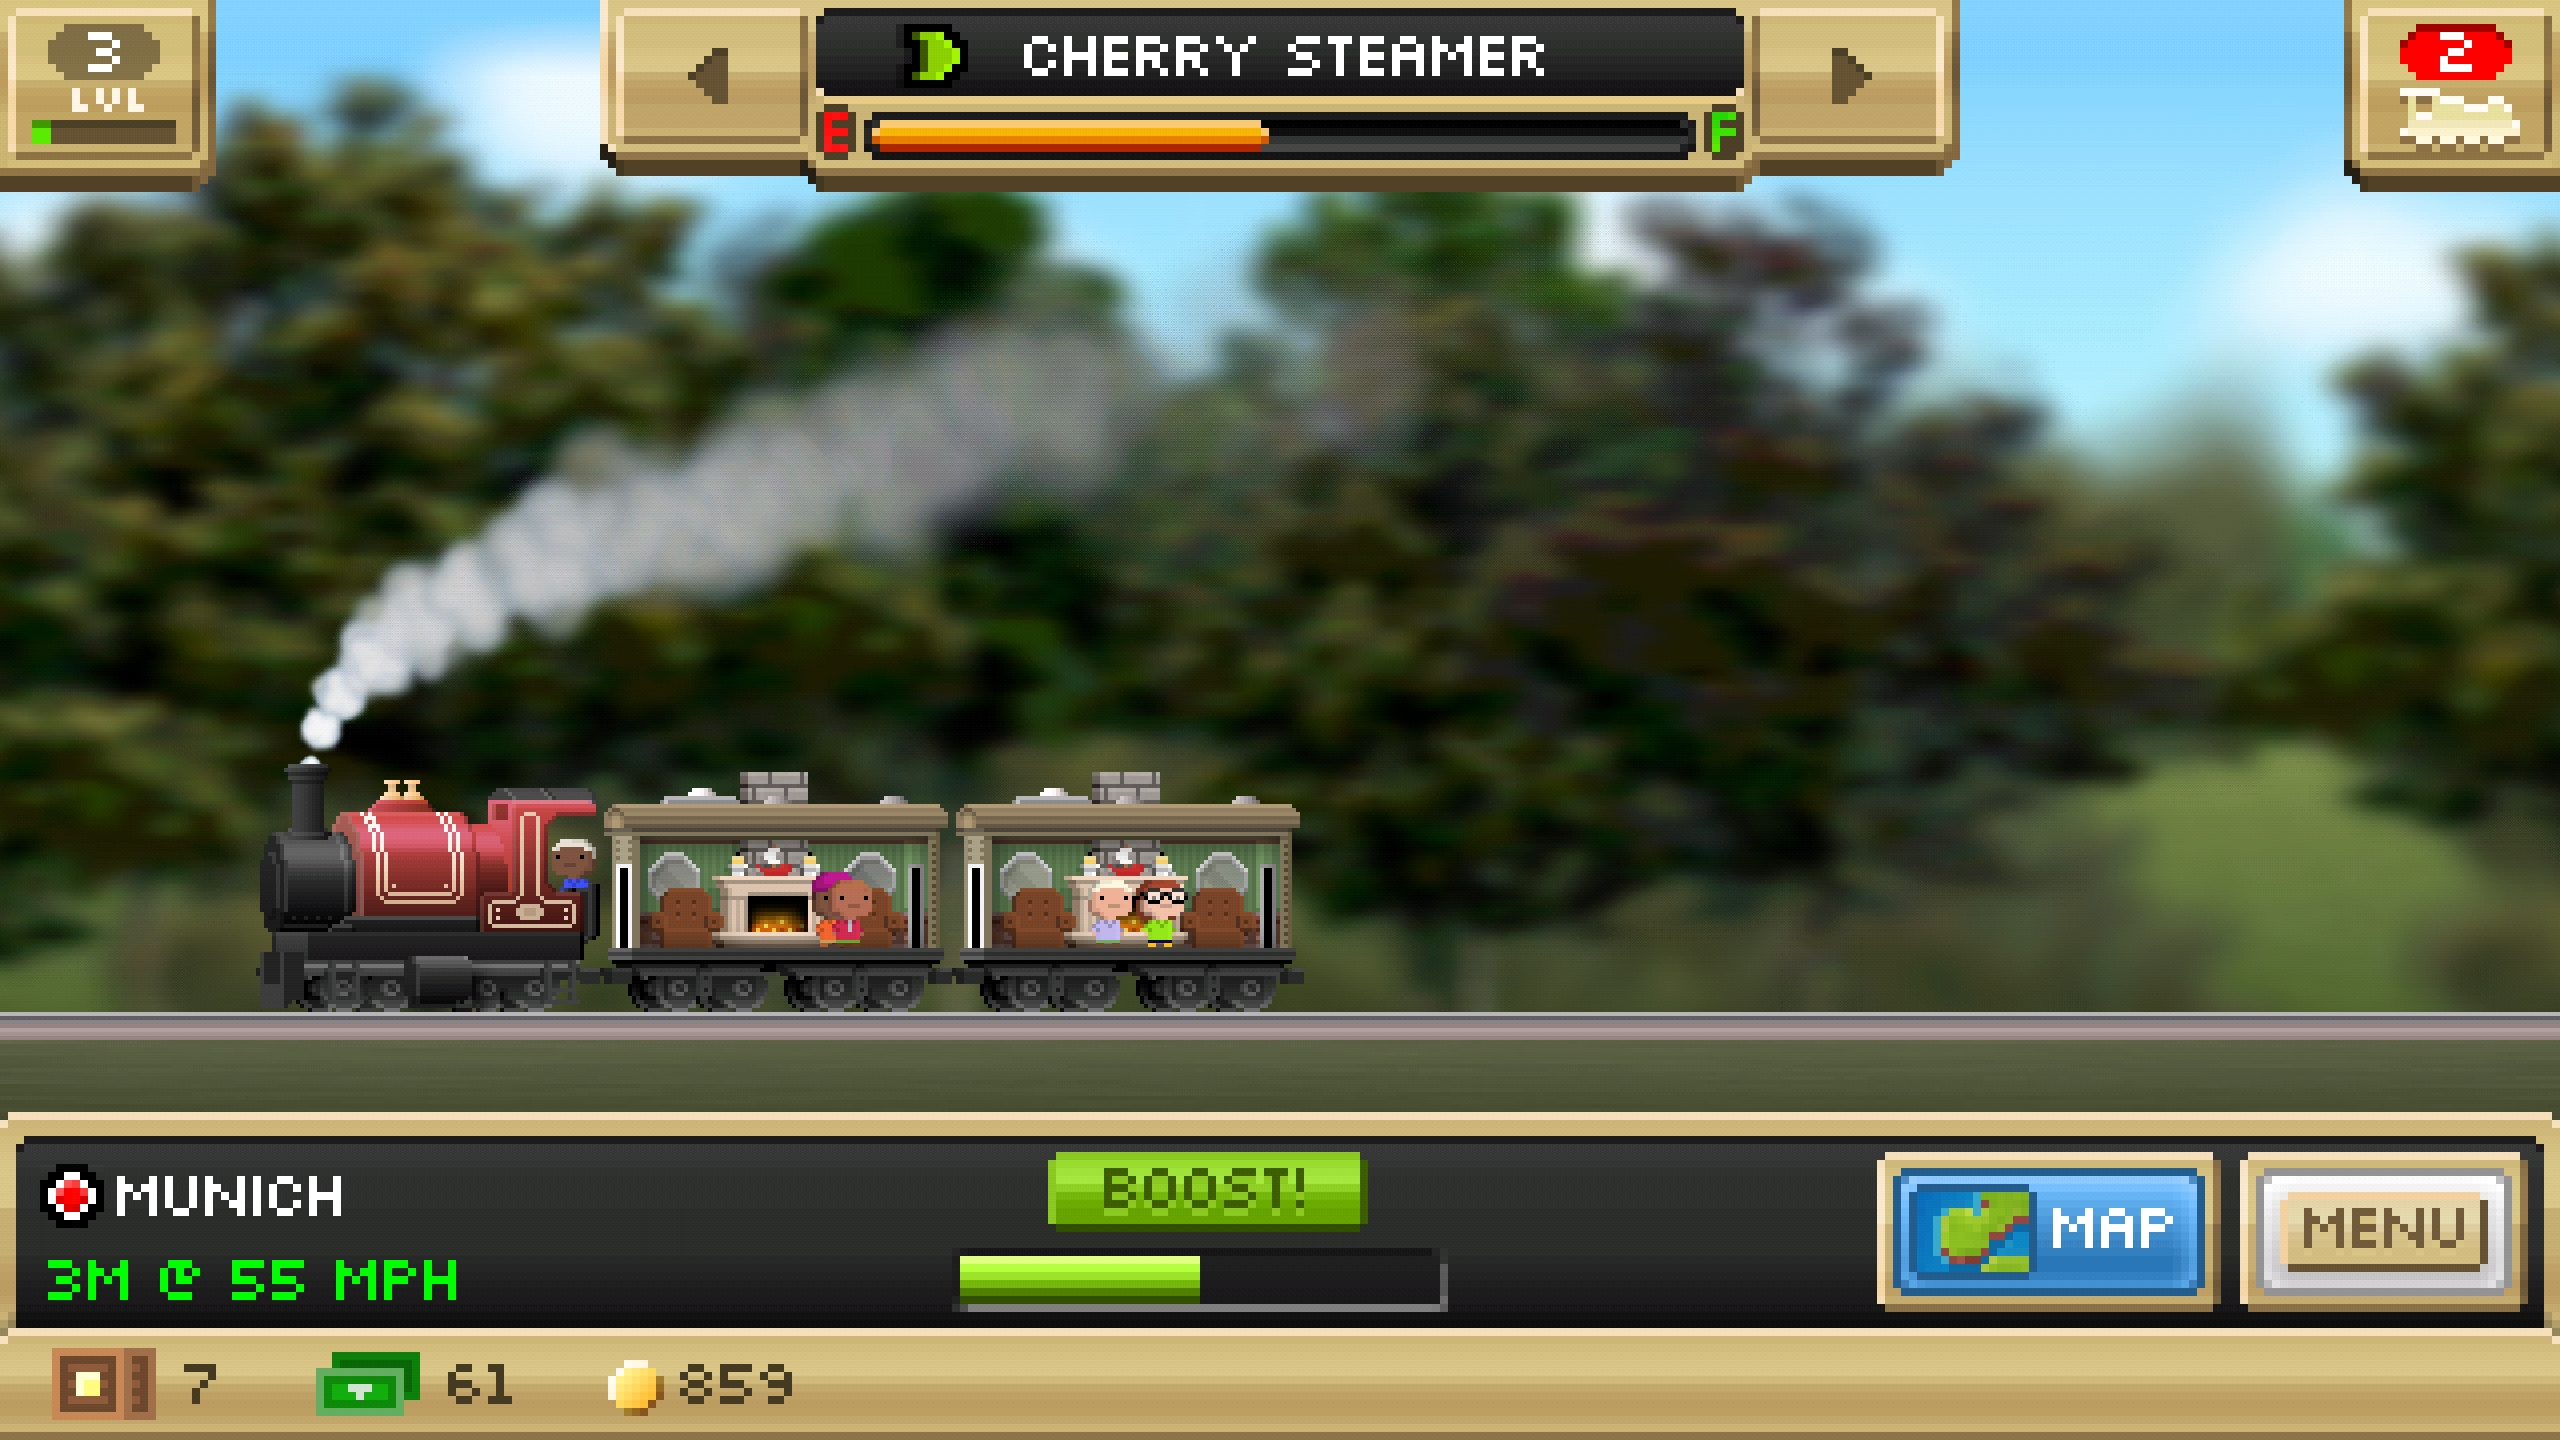 3
LVL
CHERRY STEAMER
E F
2
MUNICH
3M @ 55 MPH
BOOST!
MAP
MENU
7 61 859